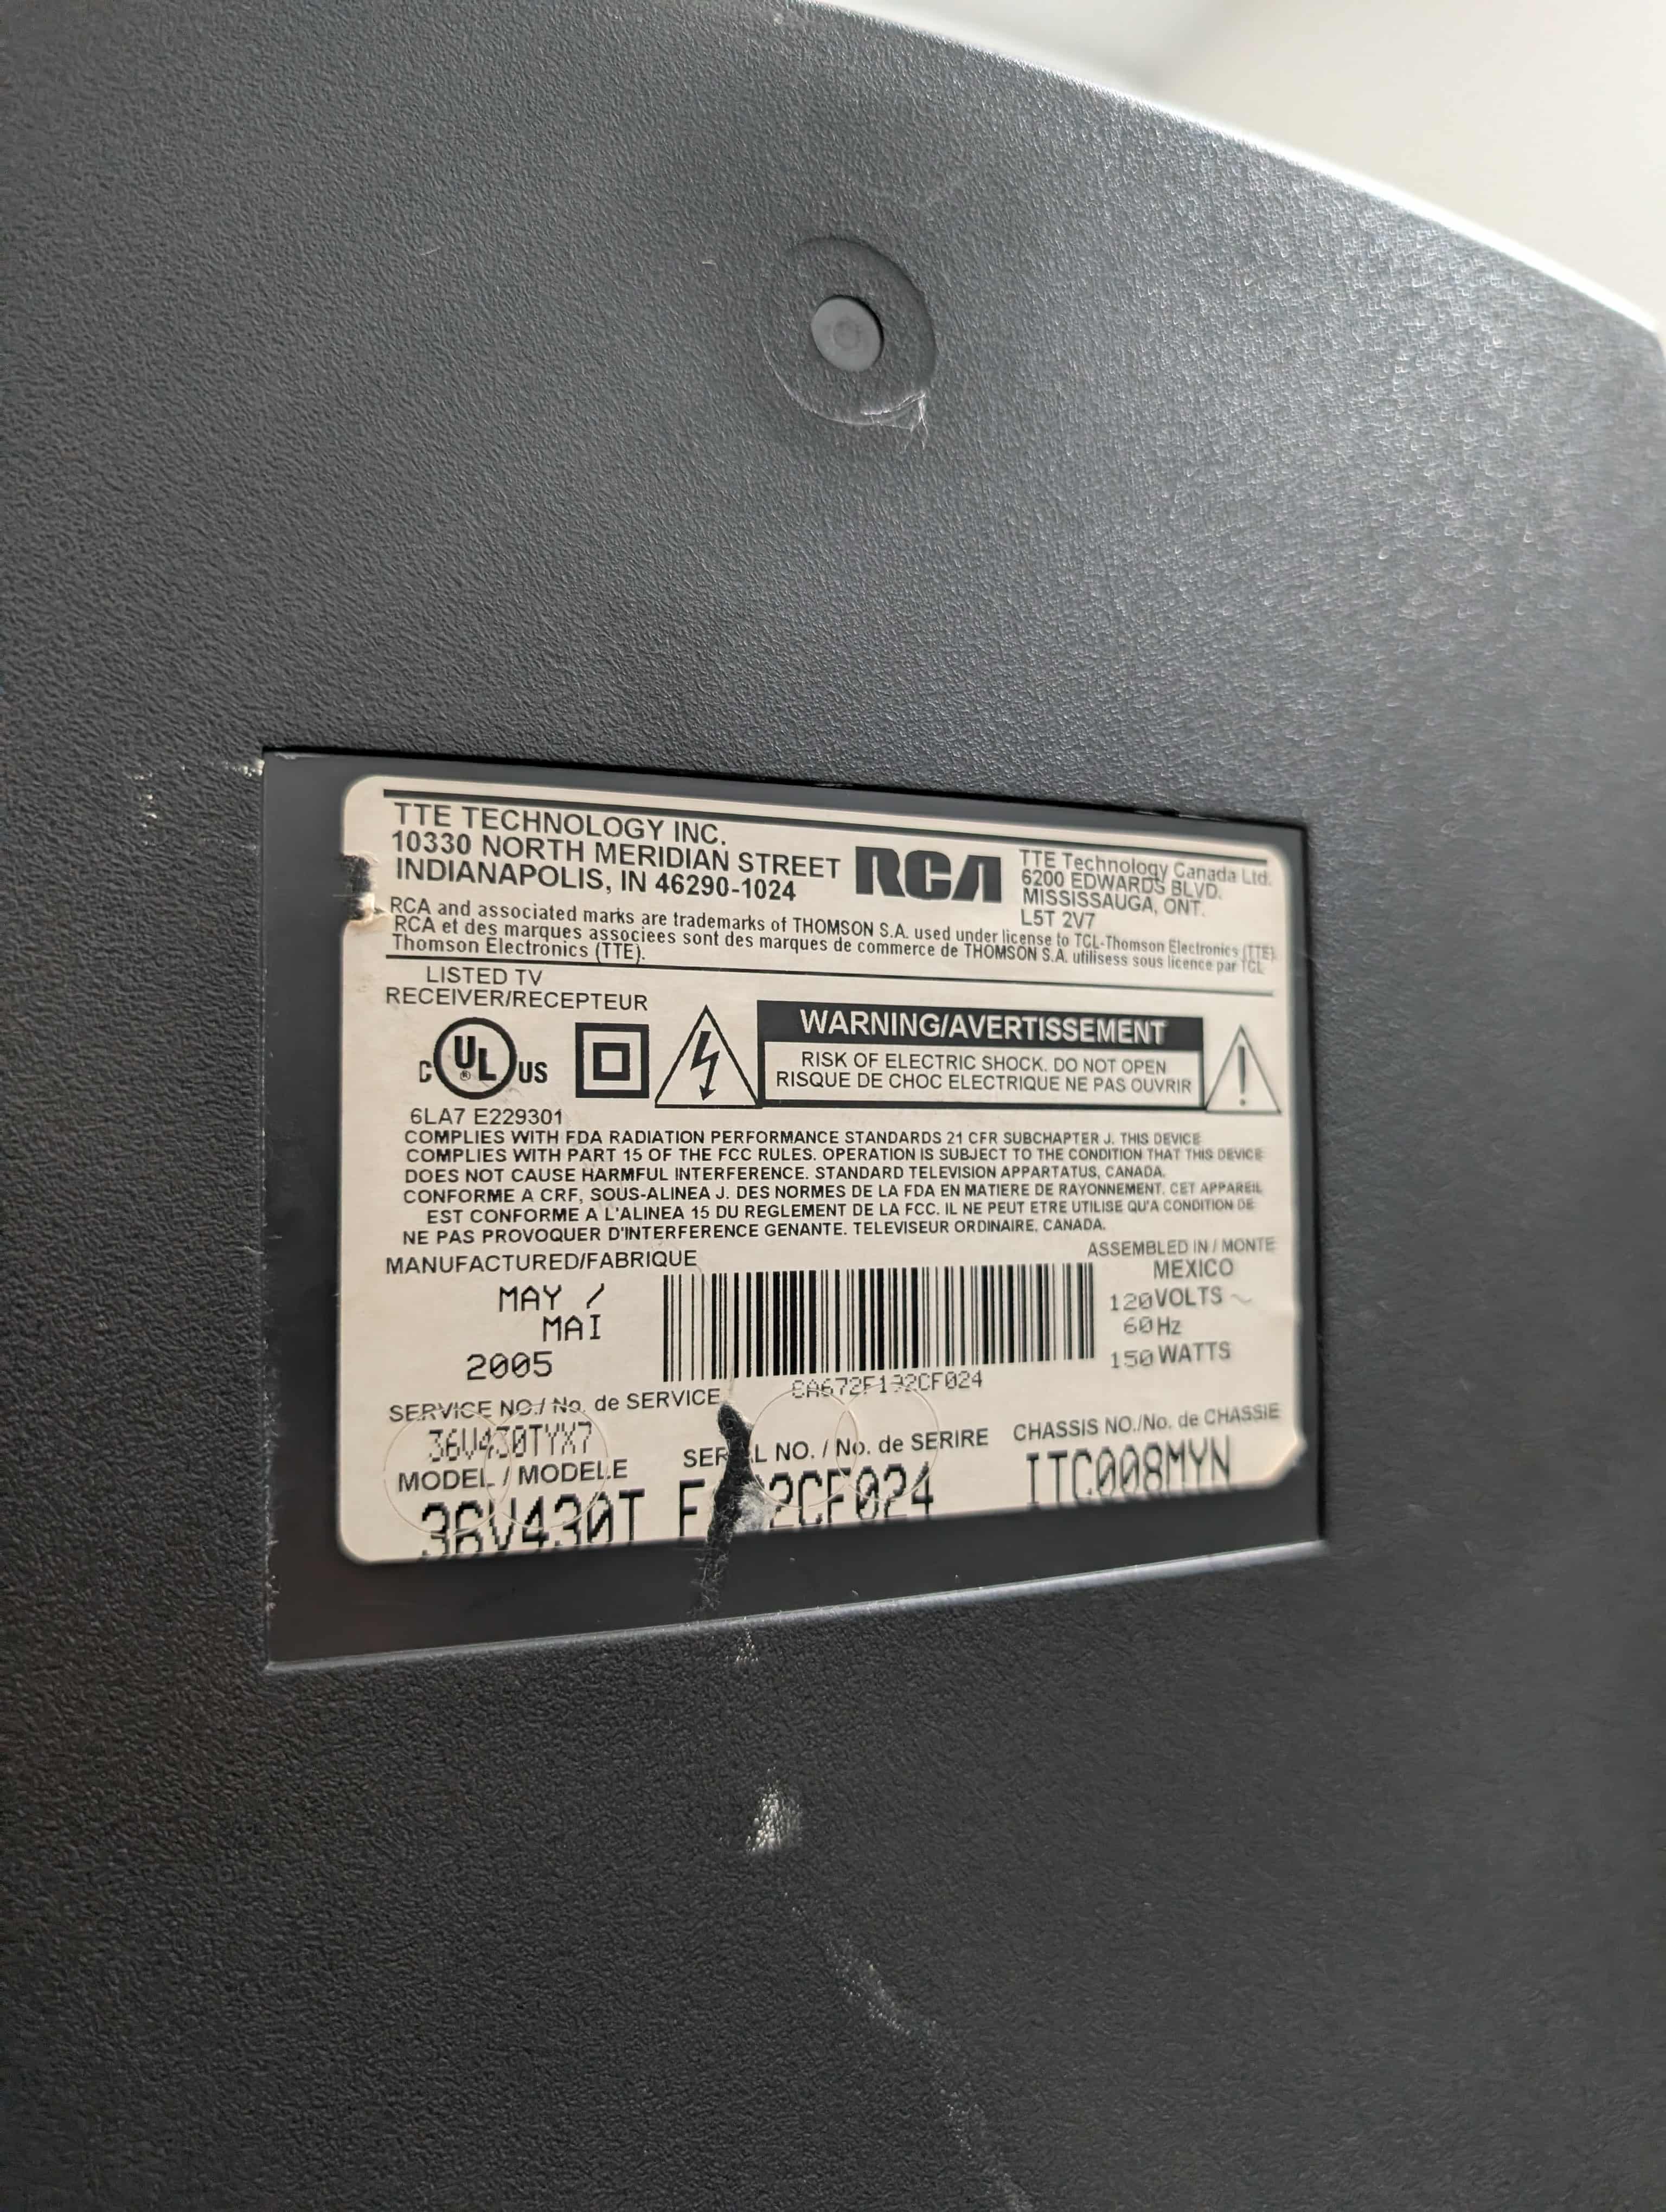 TTE TECHNOLOGY INC.
10330 NORTH MERIDIAN STREET
INDIANAPOLIS, IN 46290-1024
RCA
TTE Technology Canada Ltd.
6200 EDWARDS BLVD.
MISSISSAUGA, ONT.
L5T 2V7
RCA and associated marks are trademarks of THOMSON S.A. used under license to TCL-Thomson Electronics (TTE)
RCA et des marques associees sont des marques de commerce de THOMSON S.A. utilisess sous licence par TCL
Thomson Electronics (TTE).
LISTED TV
RECEIVER/RECEPTEUR
C UL ® US
WARNING/AVERTISSEMENT
RISK OF ELECTRIC SHOCK. DO NOT OPEN
RISQUE DE CHOC ELECTRIQUE NE PAS OUVRIR
6LA7 E229301
COMPLIES WITH FDA RADIATION PERFORMANCE STANDARDS 21 CFR SUBCHAPTER J. THIS DEVICE
COMPLIES WITH PART 15 OF THE FCC RULES. OPERATION IS SUBJECT TO THE CONDITION THAT THIS DEVICE
DOES NOT CAUSE HARMFUL INTERFERENCE. STANDARD TELEVISION APPARTATUS, CANADA.
CONFORME A CRF, SOUS-ALINEA J. DES NORMES DE LA FDA EN MATIERE DE RAYONNEMENT. CET APPAREIL
EST CONFORME A L'ALINEA 15 DU REGLEMENT DE LA FCC. IL NE PEUT ETRE UTILISE QU'A CONDITION DE
NE PAS PROVOQUER D'INTERFERENCE GENANTE. TELEVISEUR ORDINAIRE, CANADA.
MANUFACTURED/FABRIQUE
MAY /
MAI
2005
ASSEMBLED IN / MONTE
MEXICO
120VOLTS ~
60Hz
150WATTS
SERVICE NO./ No. de SERVICE
36V430TYX7
MODEL / MODELE
36V430T
NO. / No. de SERIRE
2CF024
CHASSIS NO./No. de CHASSIE
ITC008MYN